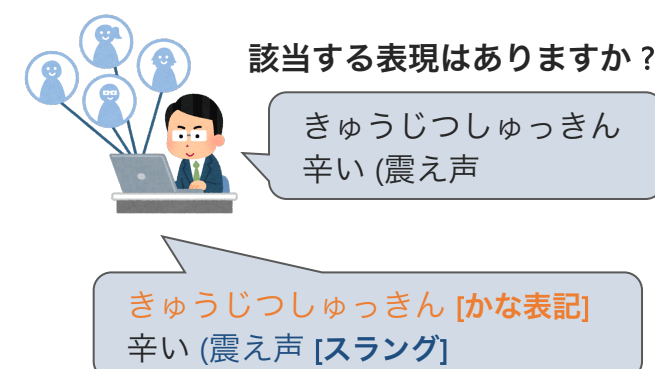 該当する表現はありますか?
きゅうじつしゅっきん
辛い (震え声
きゅうじつしゅっきん [かな表記]
辛い (震え声 [スラング]